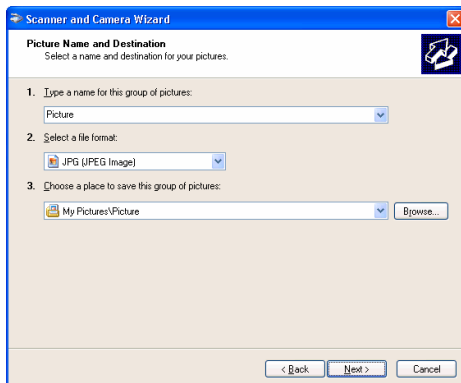 Scanner and Camera Wizard
Picture Name and Destination
Select a name and destination for your pictures.
1. Type a name for this group of pictures:
Picture
2. Select a file format:
JPG (JPEG Image)
3. Choose a place to save this group of pictures:
My Pictures\Picture
Browse...
< Back Next > Cancel